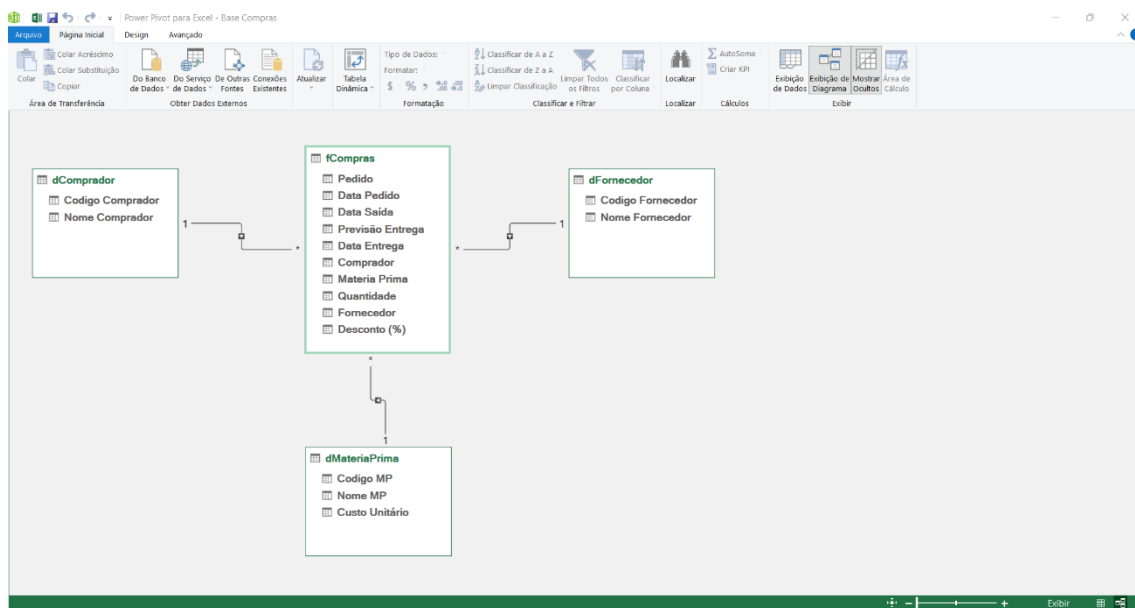 Power Pivot para Excel - Base Compras
Arquivo Página Inicial Design Avançado
Colar
Colar Acréscimo
Colar Substituição
Copiar
Área de Transferência
Do Banco de Dados
Do Serviço de Dados
De Outras Fontes
Conexões Existentes
Obter Dados Externos
Atualizar
Tabela Dinâmica
Tipo de Dados:
Formatar:
$ % 9 .00 .00
Formatação
Classificar de A a Z
Classificar de Z a A
Limpar Classificação
Limpar Todos os Filtros
Classificar por Coluna
Classificar e Filtrar
Localizar
Localizar
AutoSoma
Criar KPI
Cálculos
Exibição de Dados
Exibição de Diagrama
Mostrar Ocultos
Área de Cálculo
Exibir
dComprador
Codigo Comprador
Nome Comprador
1
*
fCompras
Pedido
Data Pedido
Data Saída
Previsão Entrega
Data Entrega
Comprador
Materia Prima
Quantidade
Fornecedor
Desconto (%)
*
1
dFornecedor
Codigo Fornecedor
Nome Fornecedor
*
1
dMateriaPrima
Codigo MP
Nome MP
Custo Unitário
Exibir